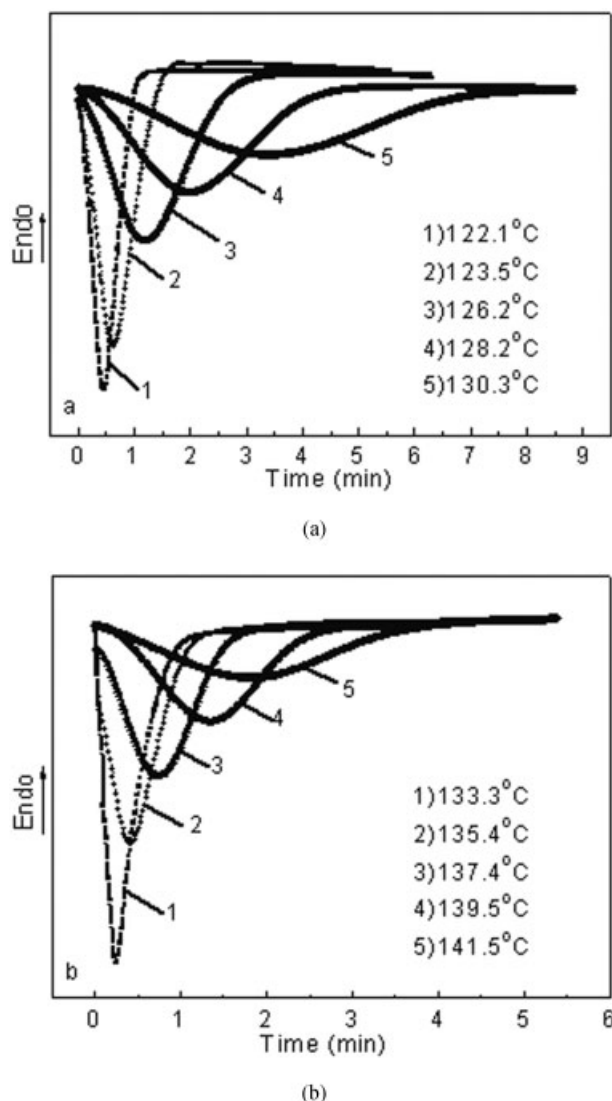 Endo
1
2
3
4
5
1)122.1°C
2)123.5°C
3)126.2°C
4)128.2°C
5)130.3°C
a
0 1 2 3 4 5 6 7 8 9
Time (min)
(a)
Endo
1
2
3
4
5
1)133.3°C
2)135.4°C
3)137.4°C
4)139.5°C
5)141.5°C
b
0 1 2 3 4 5 6
Time (min)
(b)